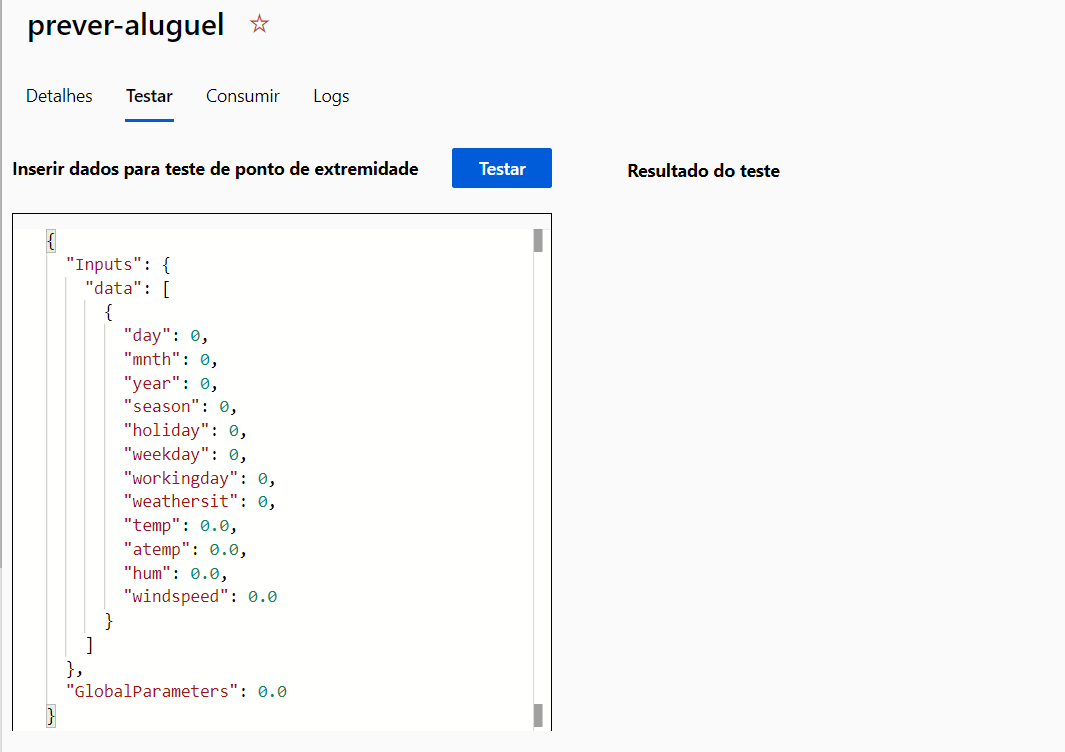 prever-aluguel
Detalhes Testar Consumir Logs
Inserir dados para teste de ponto de extremidade Testar Resultado do teste
{
"Inputs": {
"data": [
{
"day": 0,
"mnth": 0,
"year": 0,
"season": 0,
"holiday": 0,
"weekday": 0,
"workingday": 0,
"weathersit": 0,
"temp": 0.0,
"atemp": 0.0,
"hum": 0.0,
"windspeed": 0.0
}
]
},
"GlobalParameters": 0.0
}